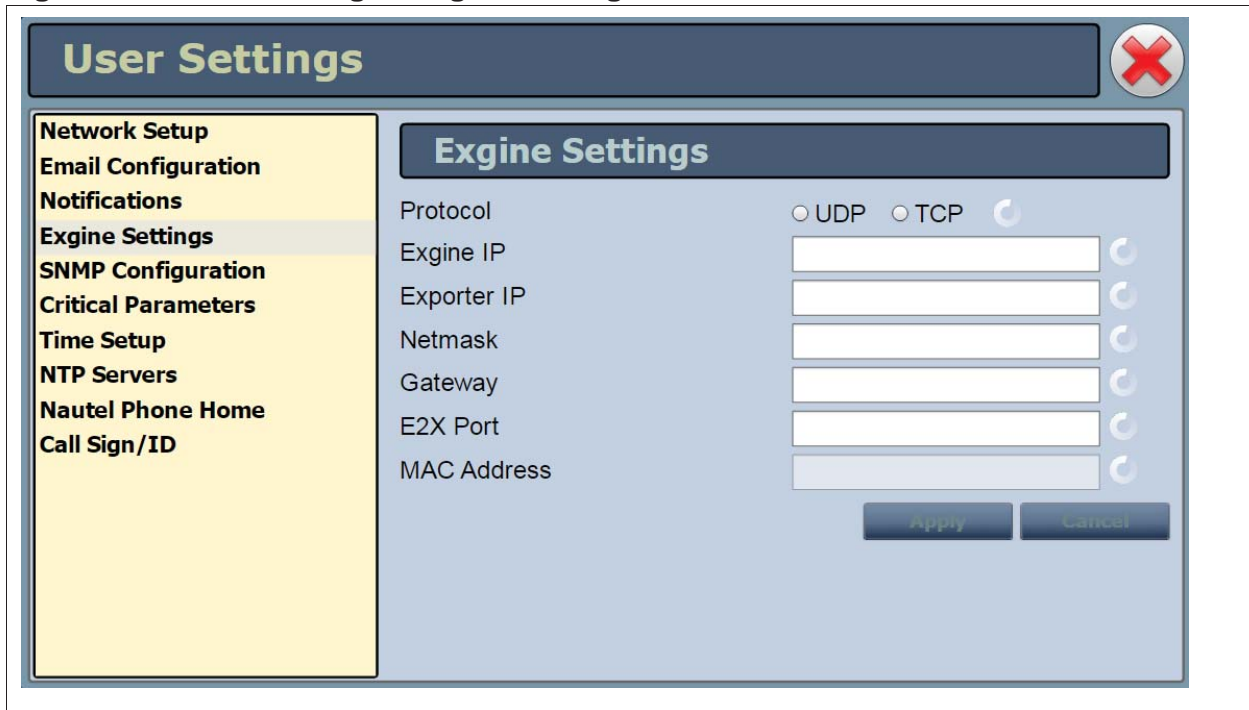 User Settings
Network Setup
Email Configuration
Notifications
Exgine Settings
SNMP Configuration
Critical Parameters
Time Setup
NTP Servers
Nautel Phone Home
Call Sign/ID
Exgine Settings
Protocol
UDP TCP
Exgine IP
Exporter IP
Netmask
Gateway
E2X Port
MAC Address
Apply Cancel